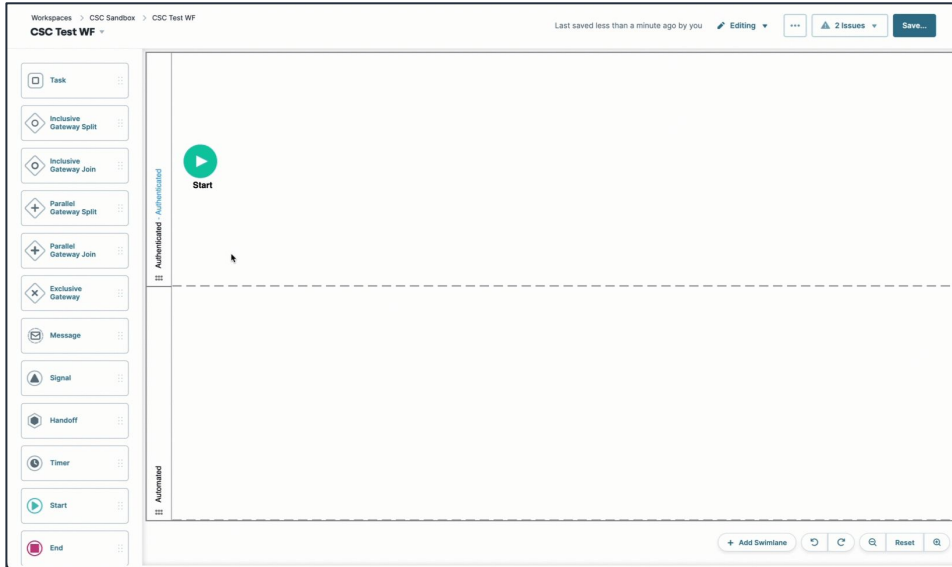 Workspaces > CSC Sandbox > CSC Test WF
CSC Test WF
Last saved less than a minute ago by you
Editing
2 Issues
Save...
Task
Inclusive
Gateway Split
Inclusive
Gateway Join
Parallel
Gateway Split
Parallel
Gateway Join
Exclusive
Gateway
Message
Signal
Handoff
Timer
Start
End
Authenticated - Authenticated
Start
Automated
+ Add Swimlane
Reset